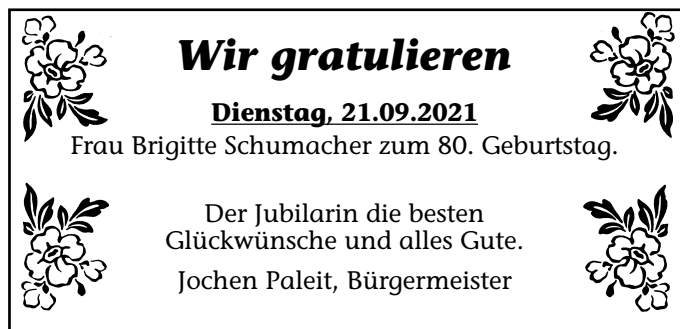 Wir gratulieren
Dienstag, 21.09.2021
Frau Brigitte Schumacher zum 80. Geburtstag.
Der Jubilarin die besten
Glückwünsche und alles Gute.
Jochen Paleit, Bürgermeister